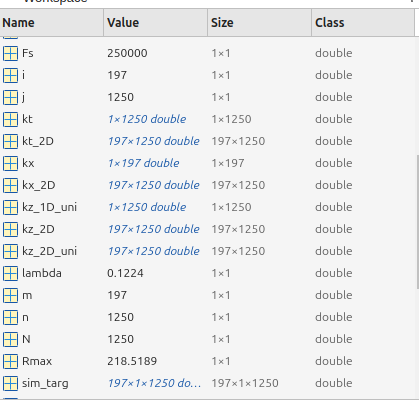 Workspace
Name Value Size Class
Fs 250000 1×1 double
i 197 1×1 double
j 1250 1×1 double
kt 1×1250 double 1×1250 double
kt_2D 197×1250 double 197×1250 double
kx 1×197 double 1×197 double
kx_2D 197×1250 double 197×1250 double
kz_1D_uni 1×1250 double 1×1250 double
kz_2D 197×1250 double 197×1250 double
kz_2D_uni 197×1250 double 197×1250 double
lambda 0.1224 1×1 double
m 197 1×1 double
n 1250 1×1 double
N 1250 1×1 double
Rmax 218.5189 1×1 double
sim_targ 197×1×1250 do... 197×1×1250 double